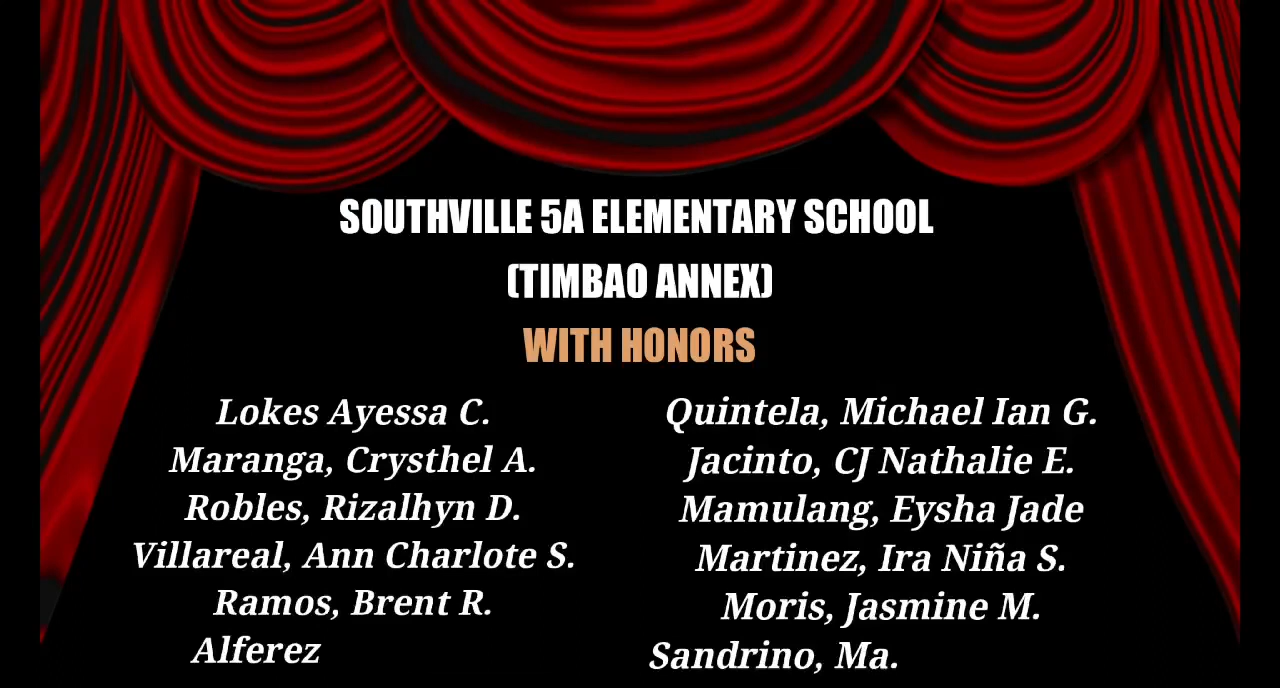 SOUTHVILLE 5A ELEMENTARY SCHOOL
(TIMBAO ANNEX)
WITH HONORS
Lokes Ayessa C.
Maranga, Crysthel A.
Robles, Rizalhyn D.
Villareal, Ann Charlote S.
Ramos, Brent R.
Alferez
Quintela, Michael Ian G.
Jacinto, CJ Nathalie E.
Mamulang, Eysha Jade
Martinez, Ira Niña S.
Moris, Jasmine M.
Sandrino, Ma.